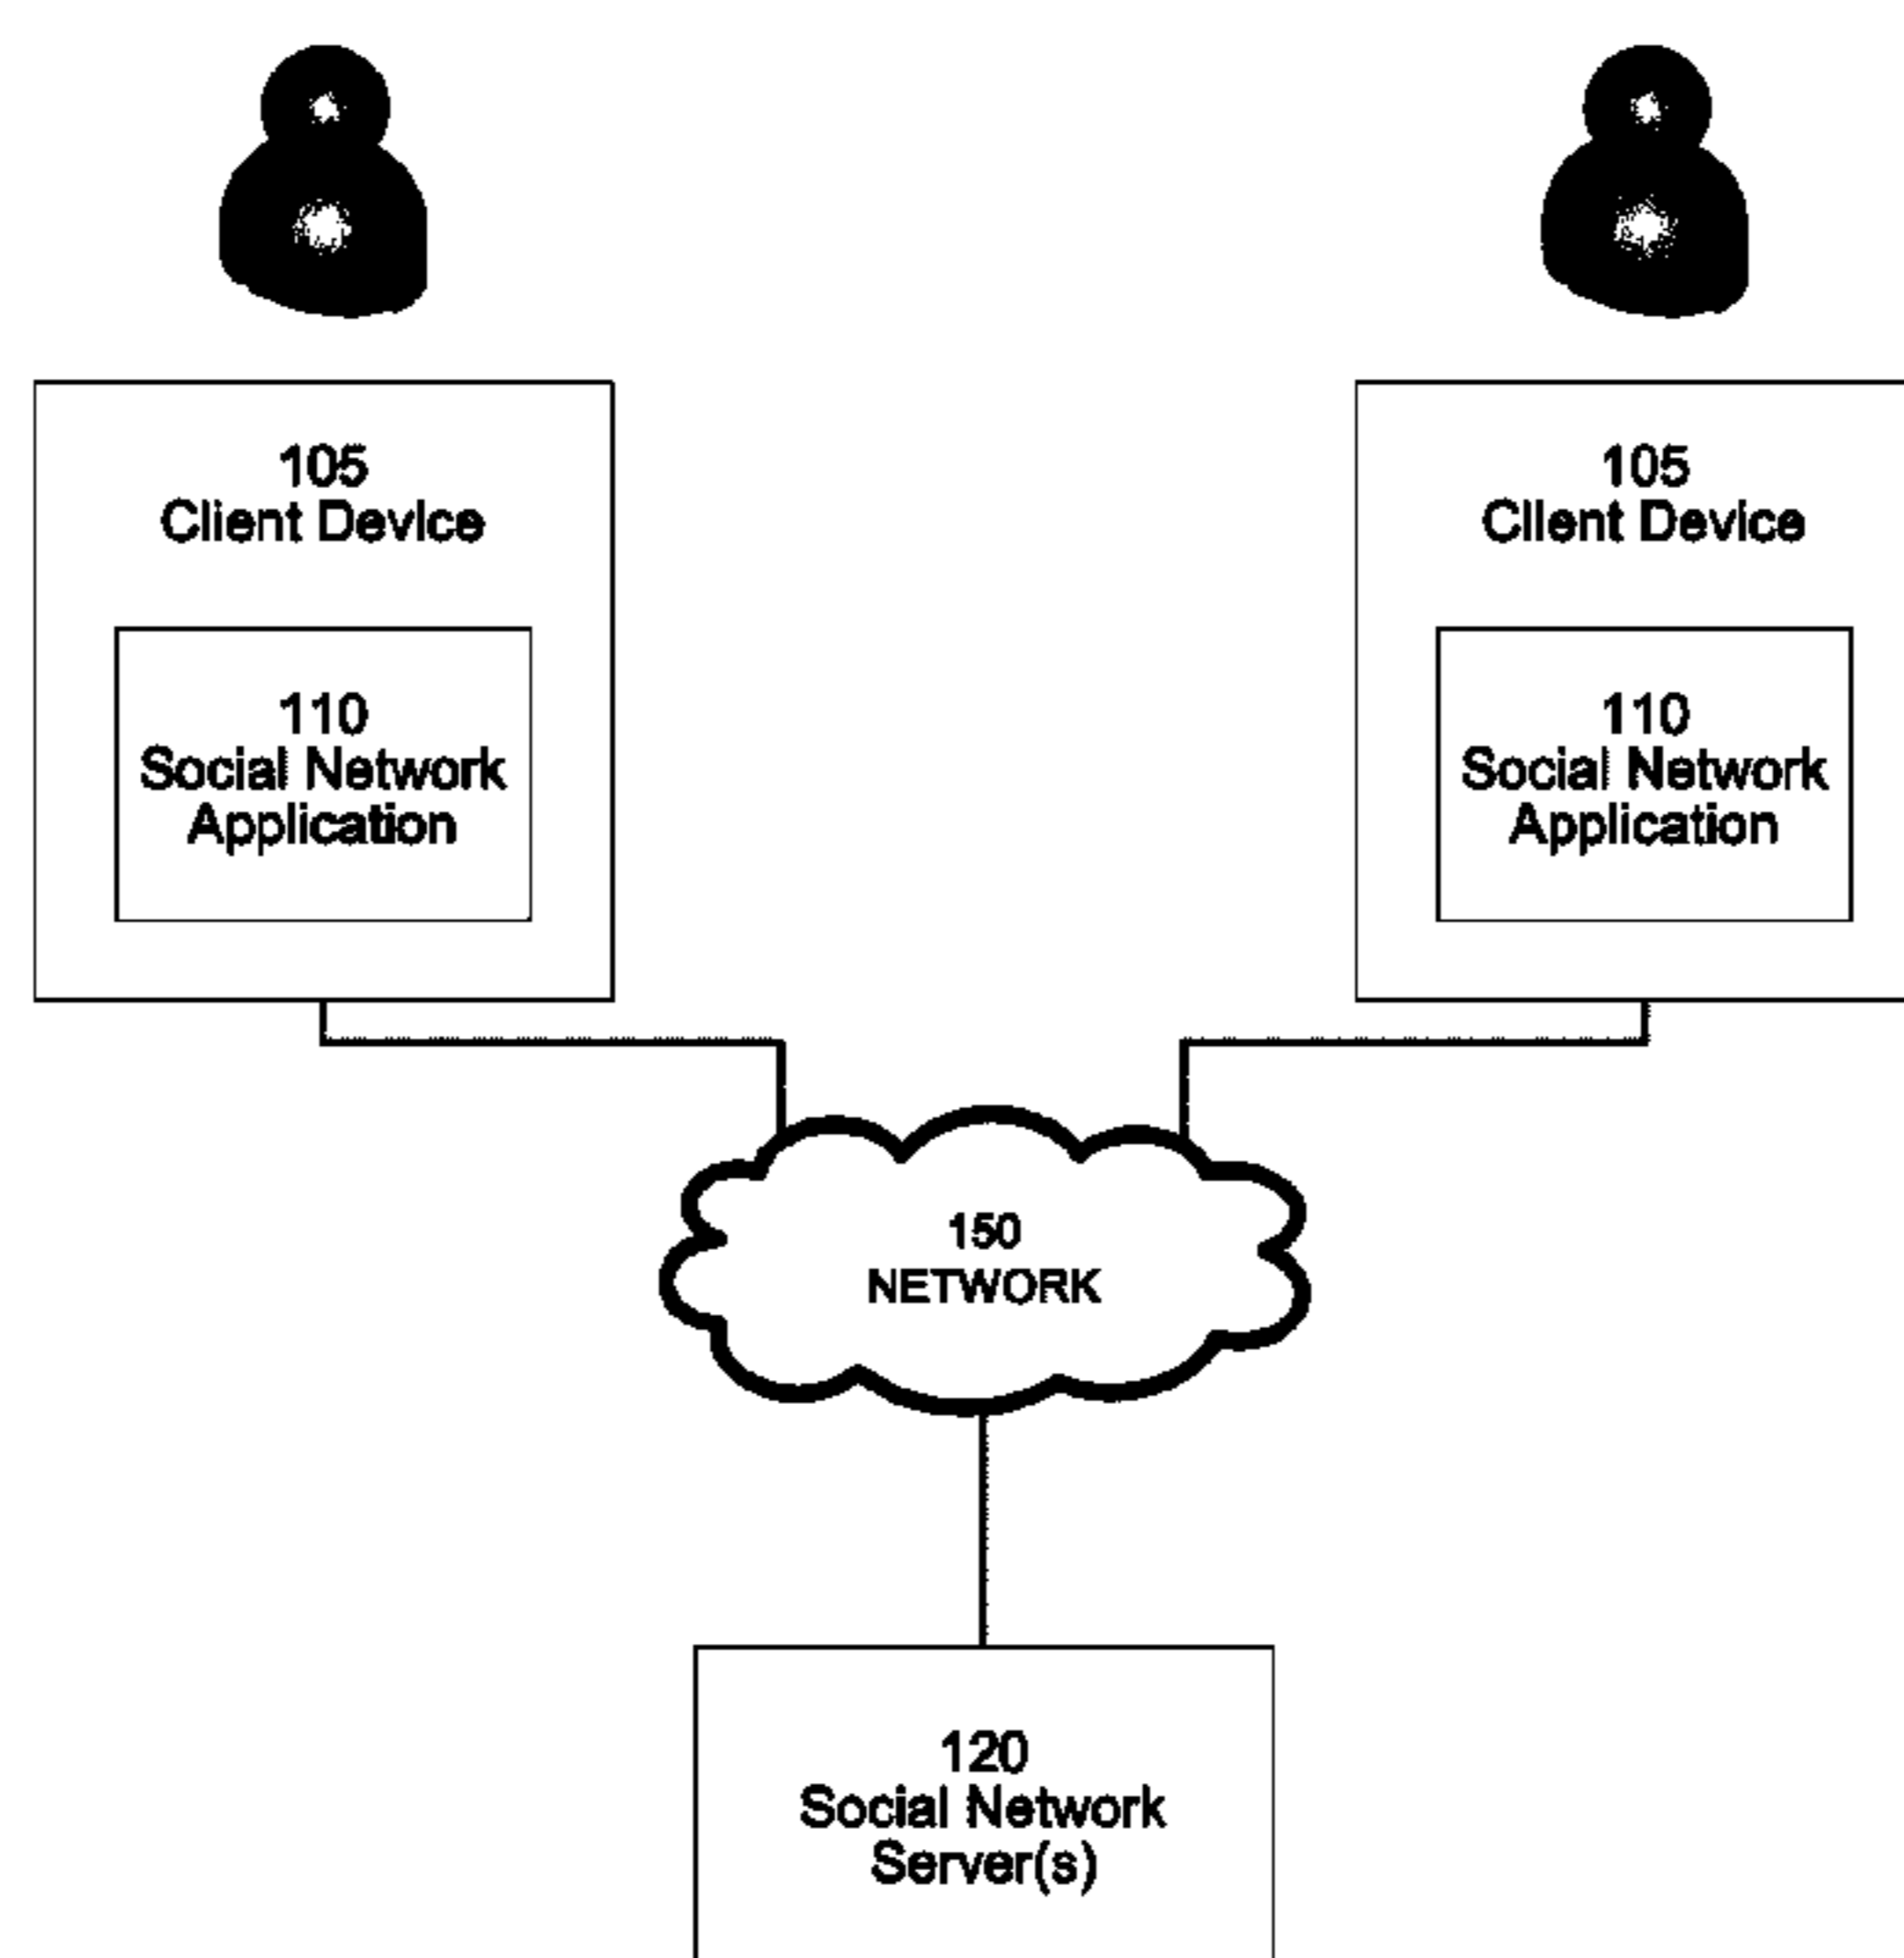 105
Client Device
110
Social Network
Application
105
Client Device
110
Social Network
Application
150
NETWORK
120
Social Network
Server(s)